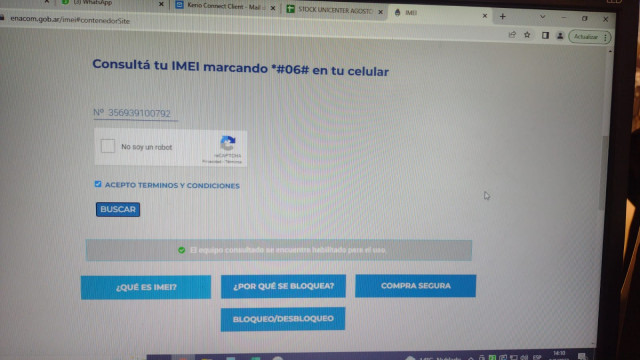 WhatsApp
Kerio Connect Client - Mail
STOCK UNICENTER AGOSTO
IMEI
enacom.gob.ar/imei#contenedorSite
Actualizar
Consultá tu IMEI marcando *#06# en tu celular
Nº 356939100792
No soy un robot
reCAPTCHA
Privacidad - Términos
ACEPTO TERMINOS Y CONDICIONES
BUSCAR
El equipo consultado se encuentra habilitado para el uso.
¿QUÉ ES IMEI?
¿POR QUÉ SE BLOQUEA?
COMPRA SEGURA
BLOQUEO/DESBLOQUEO